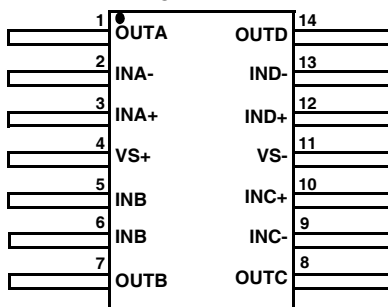 1 OUTA OUTD 14
2 INA- IND- 13
3 INA+ IND+ 12
4 VS+ VS- 11
5 INB INC+ 10
6 INB INC- 9
7 OUTB OUTC 8